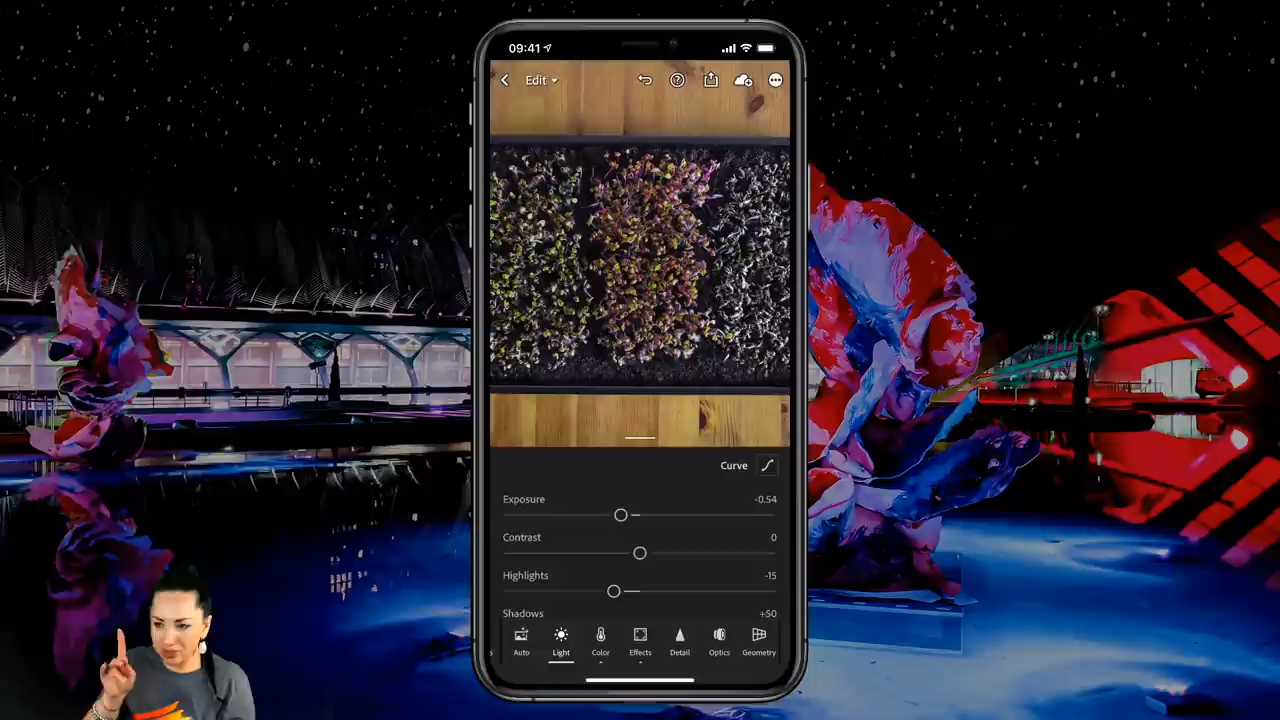 09:41
Edit
Curve
Exposure -0.54
Contrast 0
Highlights -15
Shadows +50
s Auto Light Color Effects Detail Optics Geometry